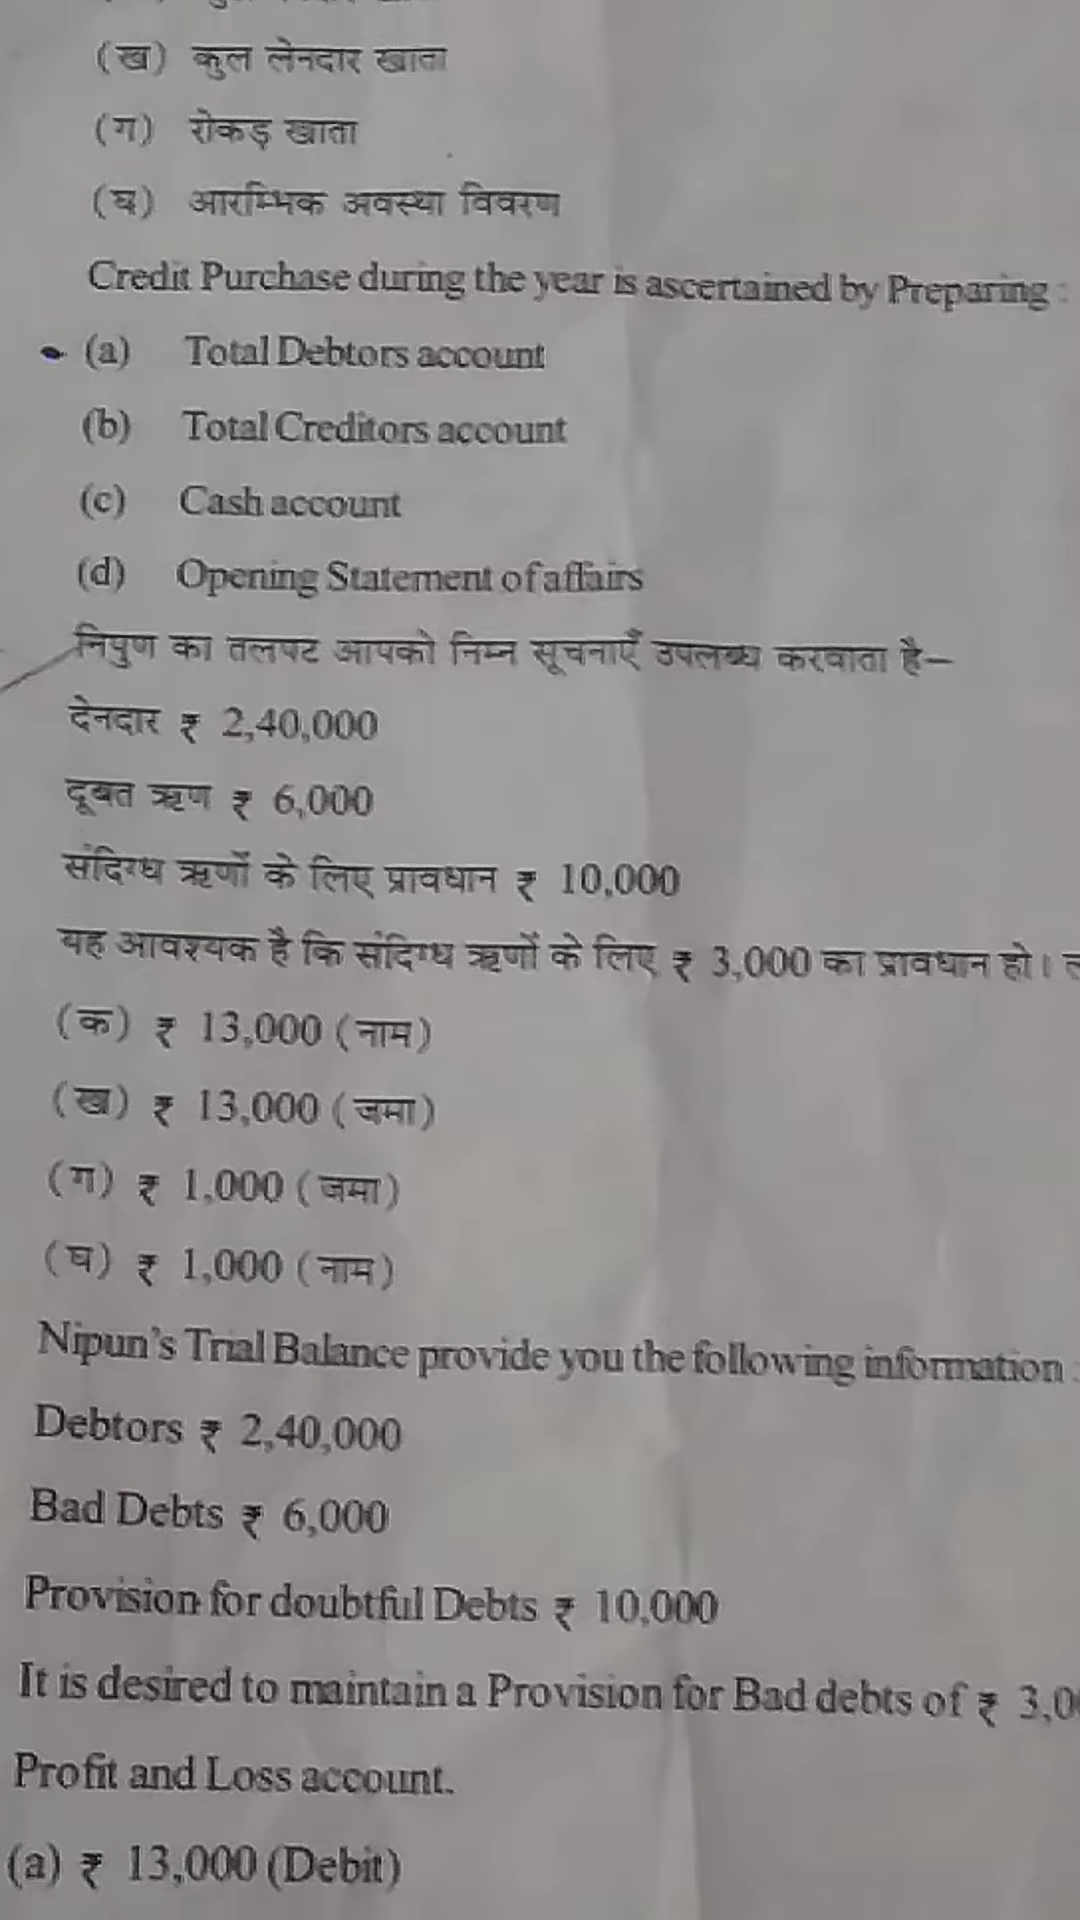 (ख) कुल लेनदार खाता
(ग) रोकड़ खाता
(घ) आरम्भिक अवस्था विवरण
Credit Purchase during the year is ascertained by Preparing :
(a) Total Debtors account
(b) Total Creditors account
(c) Cash account
(d) Opening Statement of affairs
निपुण का तलपट आपको निम्न सूचनाएँ उपलब्ध करवाता है–
देनदार ₹ 2,40,000
दूबत ऋण ₹ 6,000
संदिग्ध ऋणों के लिए प्रावधान ₹ 10,000
यह आवश्यक है कि संदिग्ध ऋणों के लिए ₹ 3,000 का प्रावधान हो।
(क) ₹ 13,000 (नाम)
(ख) ₹ 13,000 (जमा)
(ग) ₹ 1,000 (जमा)
(घ) ₹ 1,000 (नाम)
Nipun's Trial Balance provide you the following information :
Debtors ₹ 2,40,000
Bad Debts ₹ 6,000
Provision for doubtful Debts ₹ 10,000
It is desired to maintain a Provision for Bad debts of ₹ 3,0
Profit and Loss account.
(a) ₹ 13,000 (Debit)